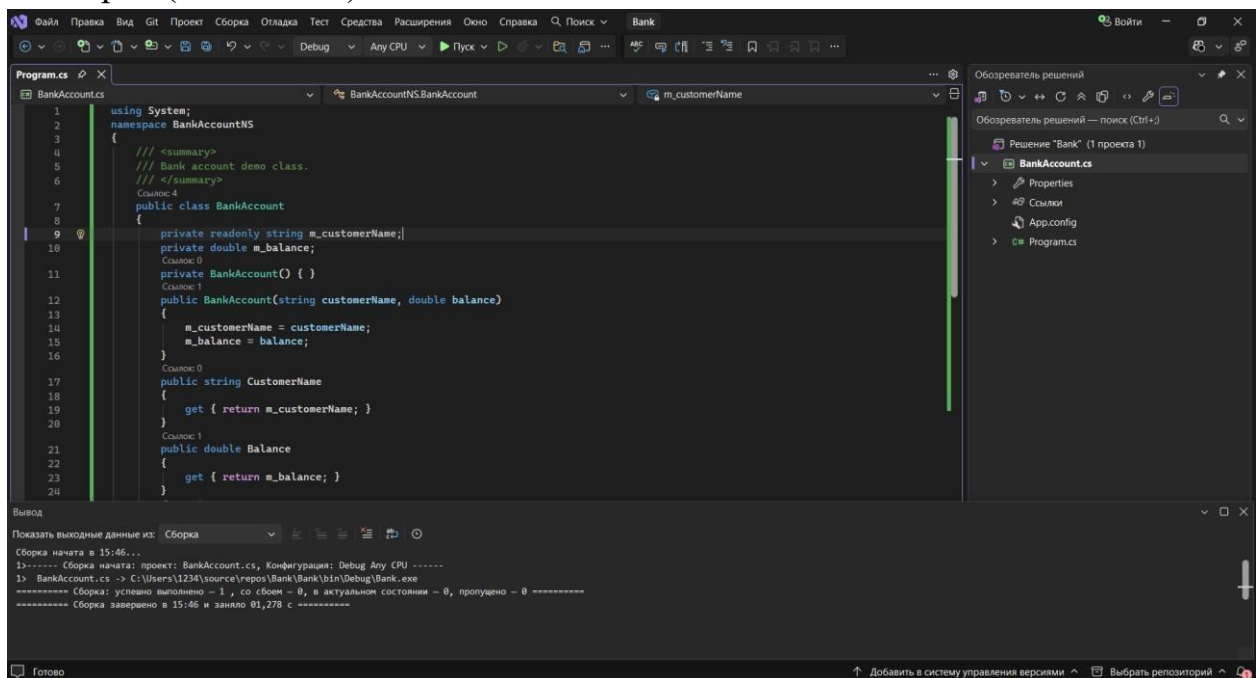 Файл Правка Вид Git Проект Сборка Отладка Тест Средства Расширения Окно Справка Поиск Bank Войти
Debug Any CPU Пуск
Program.cs
BankAccount.cs BankAccountNS.BankAccount m_customerName
1 using System;
2 namespace BankAccountNS
3 {
4 /// <summary>
5 /// Bank account demo class.
6 /// </summary>
Ссылок: 4
7 public class BankAccount
8 {
9 private readonly string m_customerName;
10 private double m_balance;
Ссылок: 0
11 private BankAccount() { }
Ссылок: 1
12 public BankAccount(string customerName, double balance)
13 {
14 m_customerName = customerName;
15 m_balance = balance;
16 }
Ссылок: 0
17 public string CustomerName
18 {
19 get { return m_customerName; }
20 }
Ссылок: 1
21 public double Balance
22 {
23 get { return m_balance; }
24 }
Обозреватель решений
Обозреватель решений — поиск (Ctrl+;)
Решение "Bank" (1 проекта 1)
BankAccount.cs
Properties
Ссылки
App.config
C# Program.cs
Вывод
Показать выходные данные из: Сборка
Сборка начата в 15:46...
1>------ Сборка начата: проект: BankAccount.cs, Конфигурация: Debug Any CPU ------
1> BankAccount.cs -> C:\Users\1234\source\repos\Bank\Bank\bin\Debug\Bank.exe
========== Сборка: успешно выполнено — 1 , со сбоем — 0, в актуальном состоянии — 0, пропущено — 0 ==========
========== Сборка завершено в 15:46 и заняло 01,278 с ==========
Готово Добавить в систему управления версиями Выбрать репозиторий